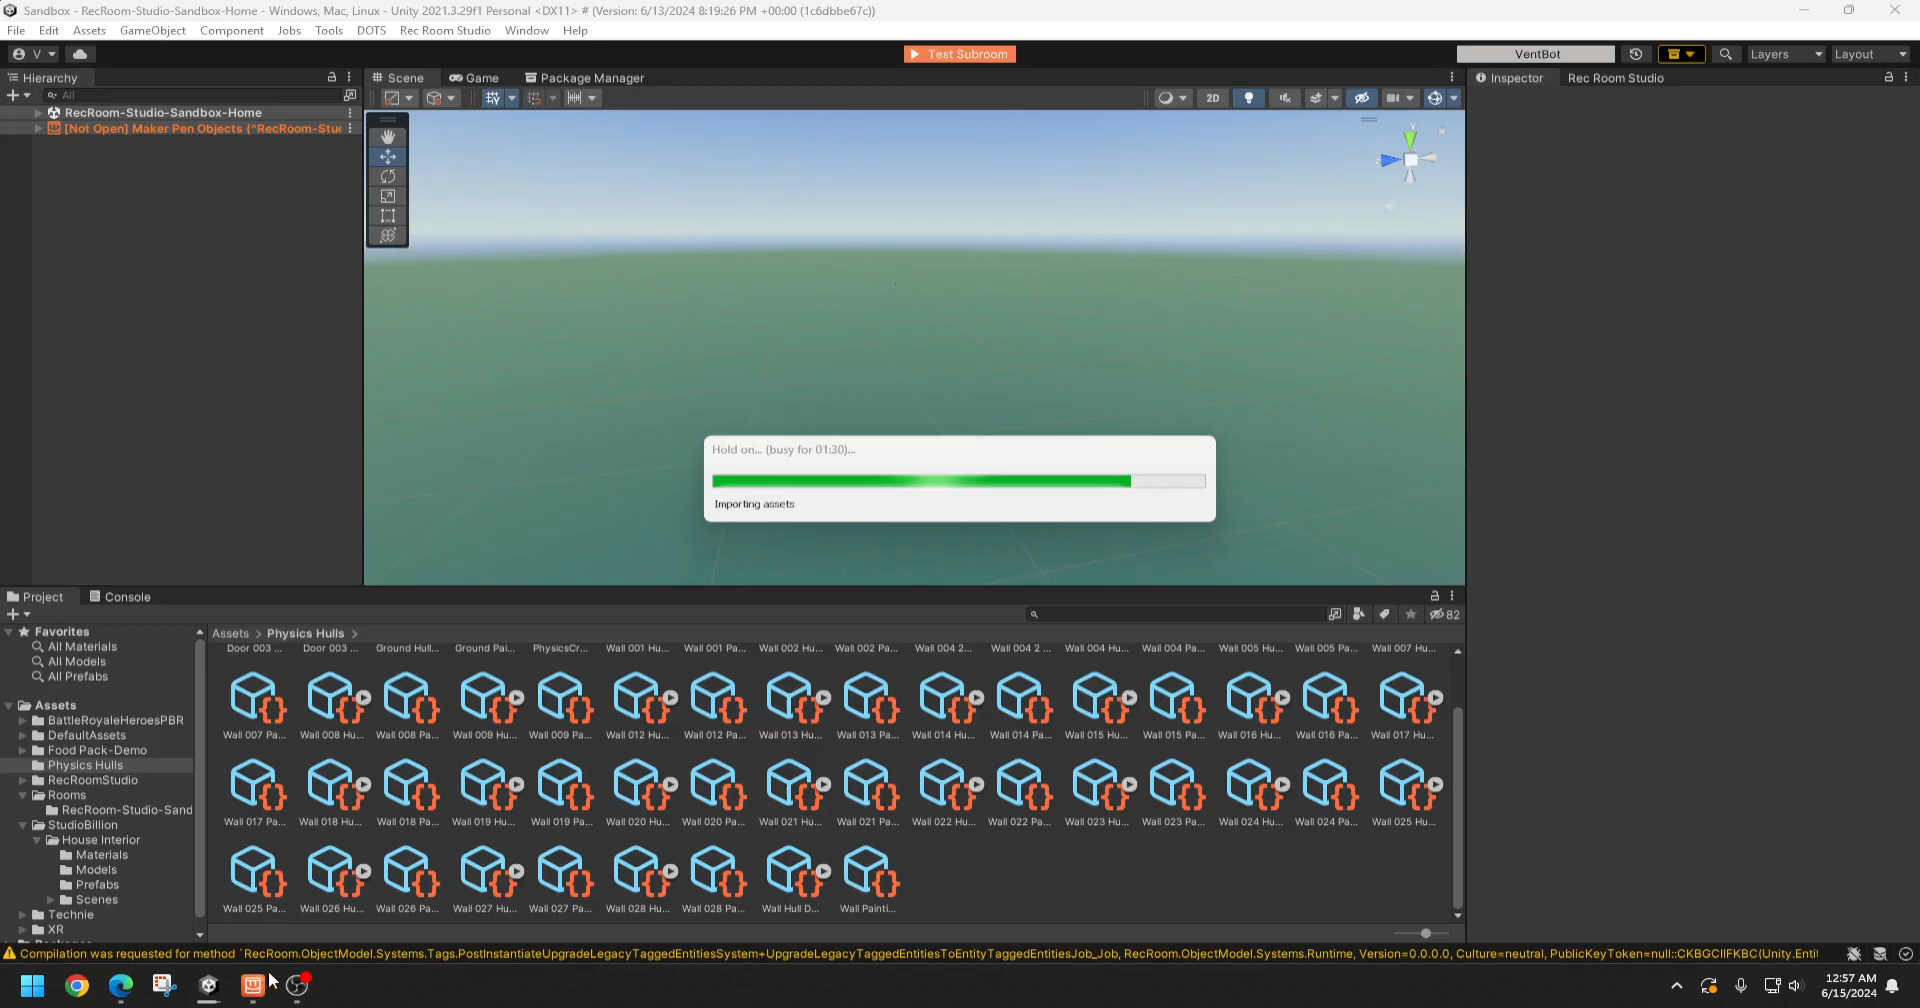 Sandbox - RecRoom-Studio-Sandbox-Home - Windows, Mac, Linux - Unity 2021.3.29f1 Personal <DX11> # (Version: 6/13/2024 8:19:26 PM +00:00 (1c6dbbe67c))
File Edit Assets GameObject Component Jobs Tools DOTS Rec Room Studio Window Help
V Test Subroom VentBot Layers Layout
Hierarchy Scene Game Package Manager Inspector Rec Room Studio
All 2D
RecRoom-Studio-Sandbox-Home
[Not Open] Maker Pen Objects (^RecRoom-Stu
y
Hold on... (busy for 01:30)...
Importing assets
Project Console
82
Favorites
All Materials
All Models
All Prefabs
Assets
BattleRoyaleHeroesPBR
DefaultAssets
Food Pack-Demo
Physics Hulls
RecRoomStudio
Rooms
RecRoom-Studio-Sand
StudioBillion
House Interior
Materials
Models
Prefabs
Scenes
Technie
XR
Assets > Physics Hulls >
Door 003 ... Door 003 ... Ground Hull... Ground Pai... PhysicsCr... Wall 001 Hu... Wall 001 Pa... Wall 002 Hu... Wall 002 Pa... Wall 004 2 ... Wall 004 2 ... Wall 004 Hu... Wall 004 Pa... Wall 005 Hu... Wall 005 Pa... Wall 007 Hu...
Wall 007 Pa... Wall 008 Hu... Wall 008 Pa... Wall 009 Hu... Wall 009 Pa... Wall 012 Hu... Wall 012 Pa... Wall 013 Hu... Wall 013 Pa... Wall 014 Hu... Wall 014 Pa... Wall 015 Hu... Wall 015 Pa... Wall 016 Hu... Wall 016 Pa... Wall 017 Hu...
Wall 017 Pa... Wall 018 Hu... Wall 018 Pa... Wall 019 Hu... Wall 019 Pa... Wall 020 Hu... Wall 020 Pa... Wall 021 Hu... Wall 021 Pa... Wall 022 Hu... Wall 022 Pa... Wall 023 Hu... Wall 023 Pa... Wall 024 Hu... Wall 024 Pa... Wall 025 Hu...
Wall 025 Pa... Wall 026 Hu... Wall 026 Pa... Wall 027 Hu... Wall 027 Pa... Wall 028 Hu... Wall 028 Pa... Wall Hull D... Wall Painti...
Compilation was requested for method `RecRoom.ObjectModel.Systems.Tags.PostInstantiateUpgradeLegacyTaggedEntitiesSystem+UpgradeLegacyTaggedEntitiesToEntityTaggedEntitiesJob_Job, RecRoom.ObjectModel.Systems.Runtime, Version=0.0.0.0, Culture=neutral, PublicKeyToken=null::CKBGCIIFKBC(Unity.Enti
12:57 AM
6/15/2024